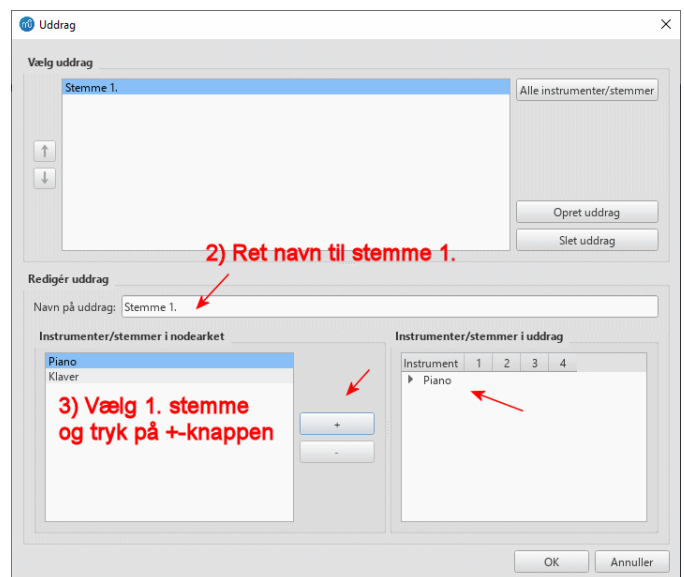 Uddrag
Vælg uddrag
Stemme 1.
Alle instrumenter/stemmer
Opret uddrag
Slet uddrag
2) Ret navn til stemme 1.
Redigér uddrag
Navn på uddrag: Stemme 1.
Instrumenter/stemmer i nodearket
Piano
Klaver
3) Vælg 1. stemme
og tryk på +-knappen
+
-
Instrumenter/stemmer i uddrag
Instrument 1 2 3 4
Piano
OK Annuller